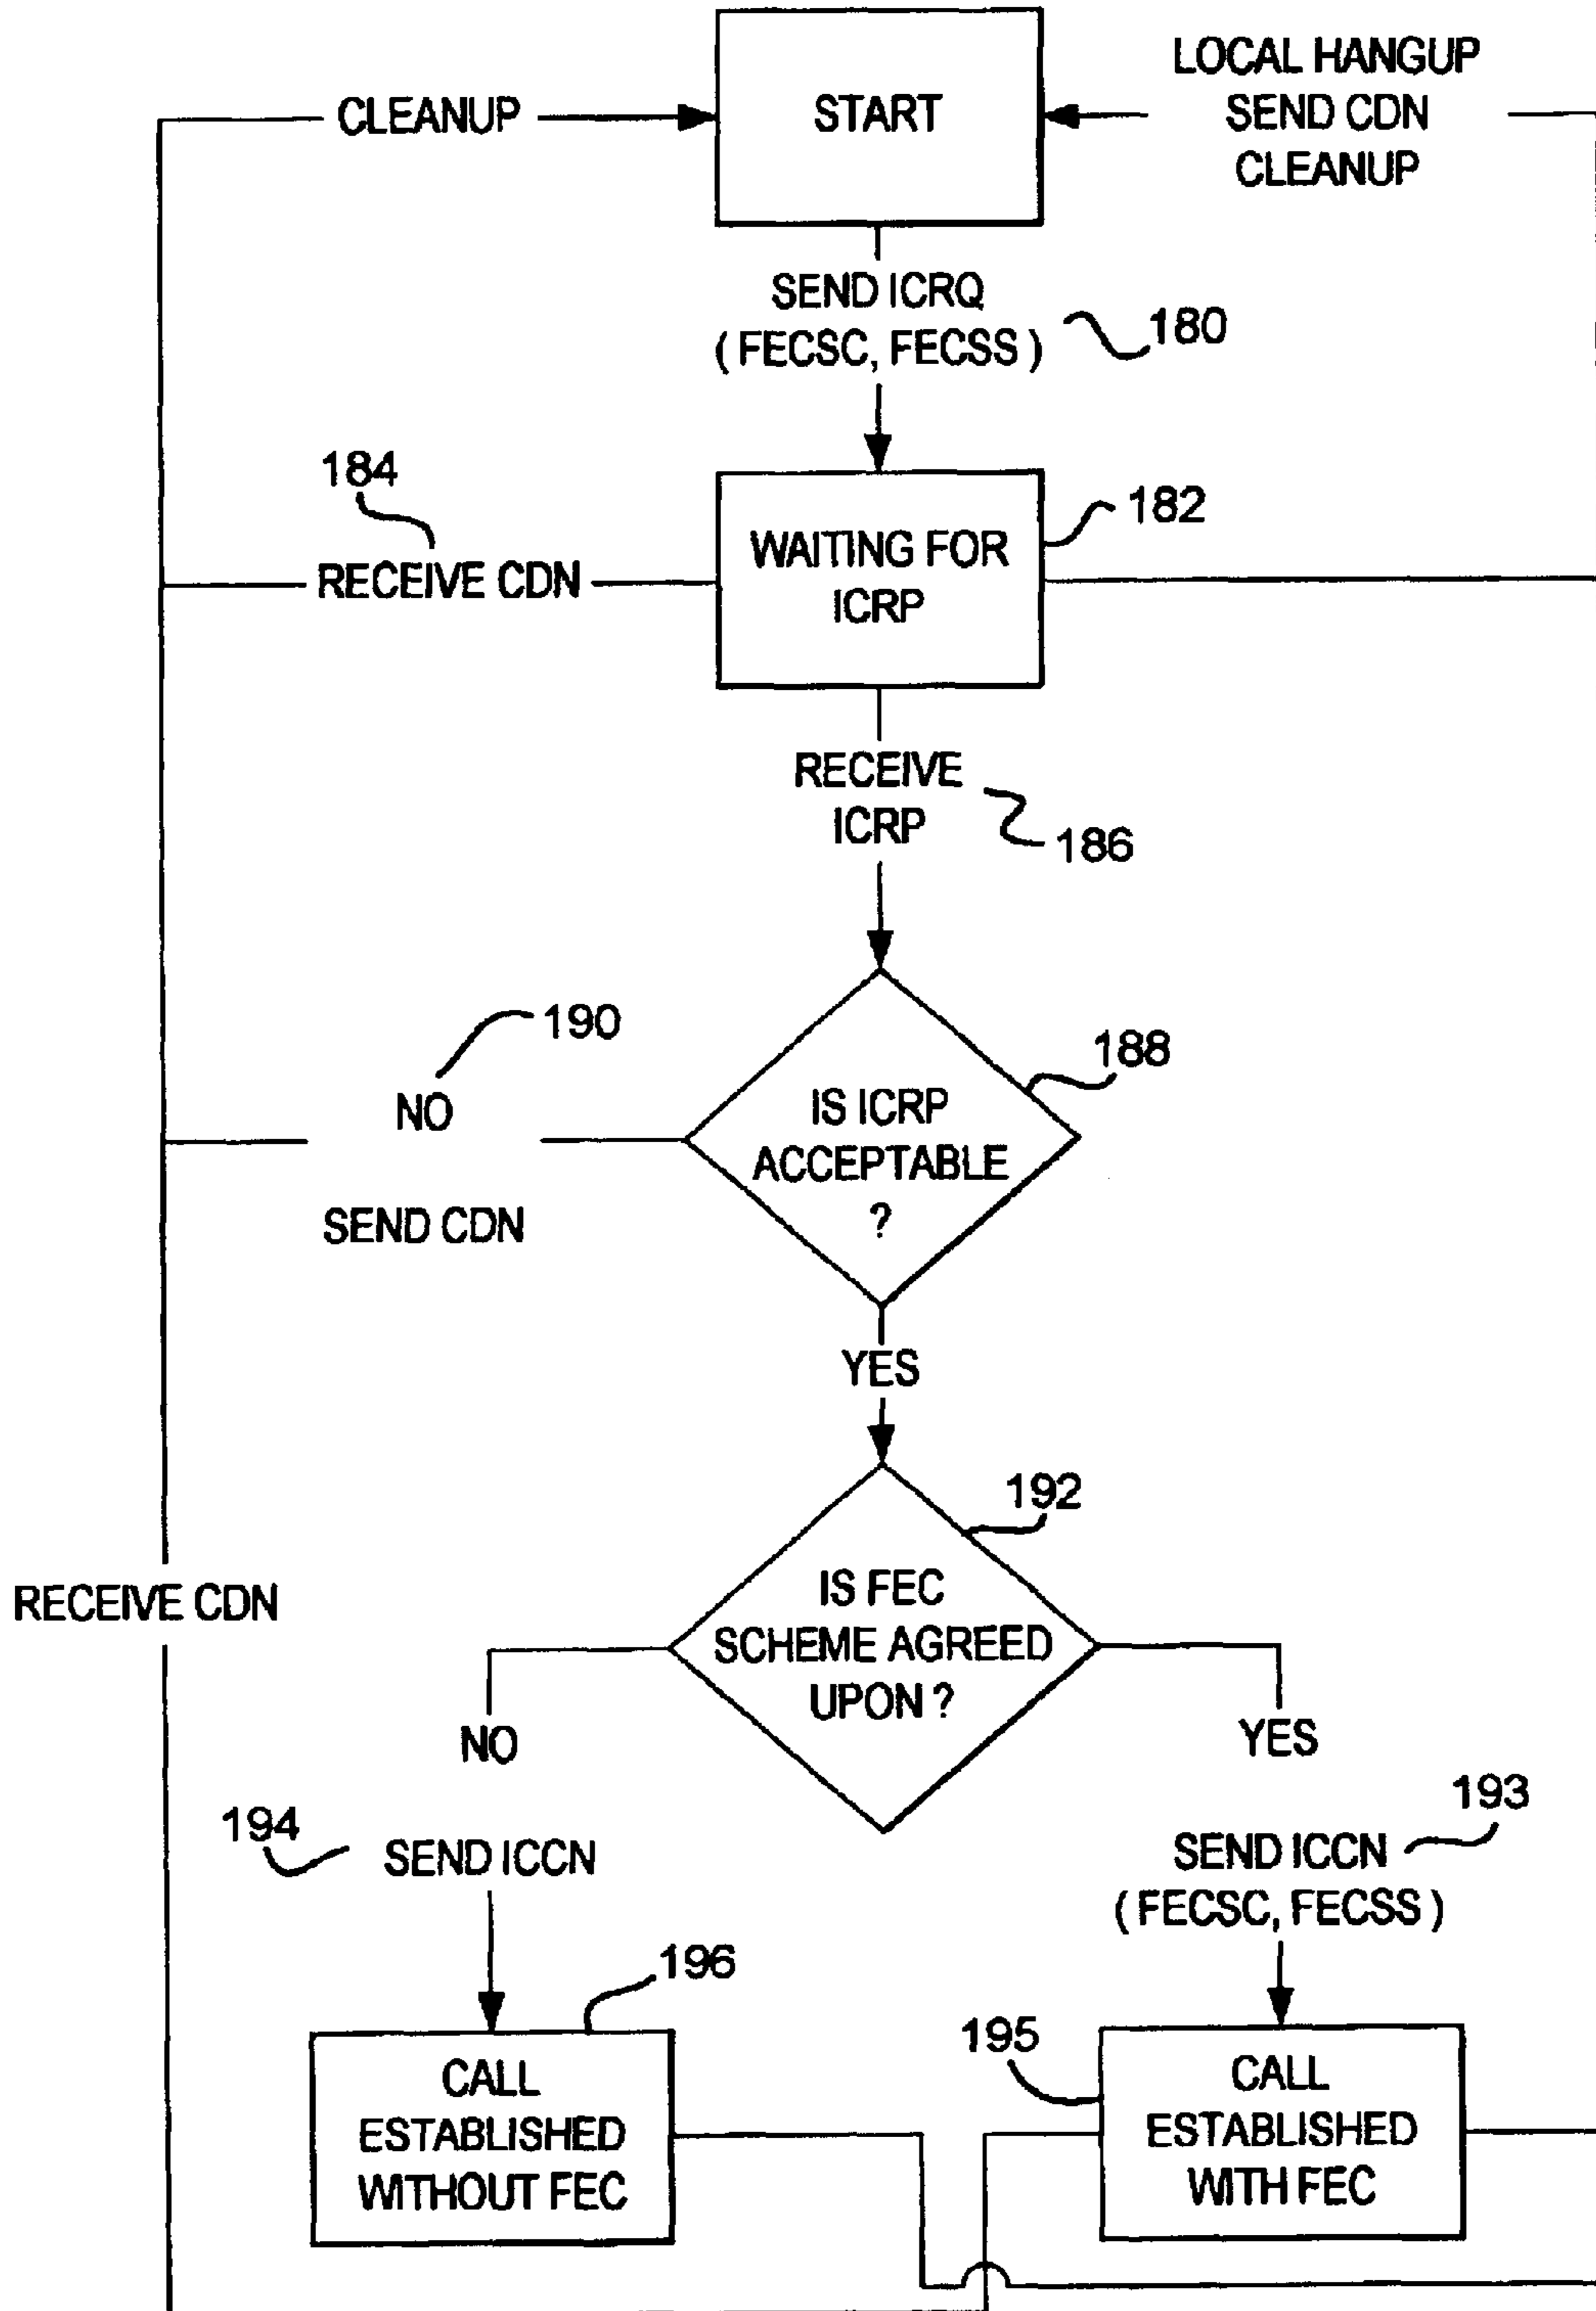 CLEANUP
START
LOCAL HANGUP
SEND CDN
CLEANUP
SEND ICRQ
( FECSC, FECSS )
180
184
RECEIVE CDN
WAITING FOR
ICRP
182
RECEIVE
ICRP
186
190
NO
SEND CDN
188
IS ICRP
ACCEPTABLE
?
YES
192
IS FEC
SCHEME AGREED
UPON ?
RECEIVE CDN
NO
YES
194
SEND ICCN
193
SEND ICCN
( FECSC, FECSS )
196
CALL
ESTABLISHED
WITHOUT FEC
195
CALL
ESTABLISHED
WITH FEC